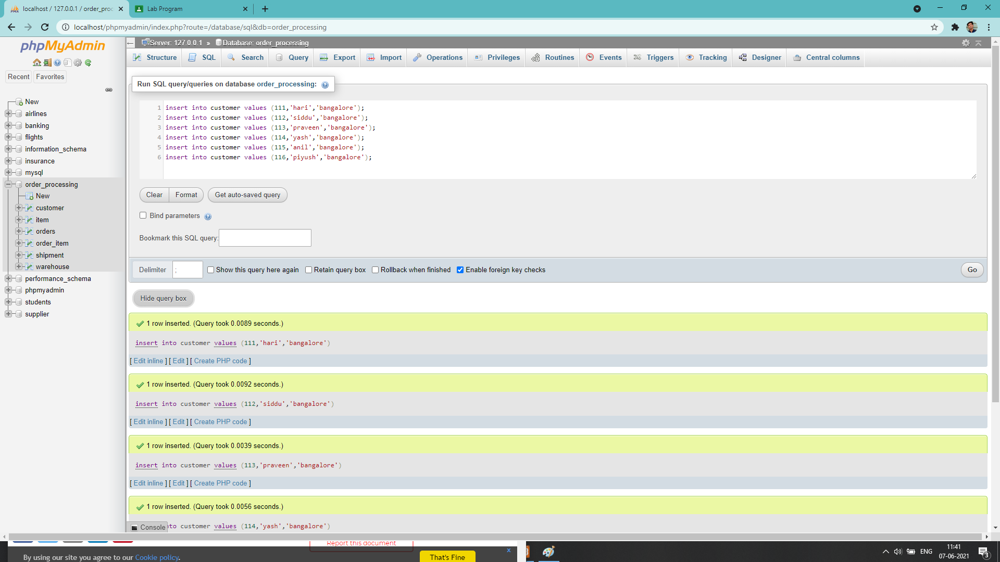 localhost / 127.0.0.1 / order_proc
Lab Program
localhost/phpmyadmin/index.php?route=/database/sql&db=order_processing
phpMyAdmin
Recent
Favorites
New
airlines
banking
flights
information_schema
insurance
mysql
order_processing
New
customer
item
orders
order_item
shipment
warehouse
performance_schema
phpmyadmin
students
supplier
Server: 127.0.0.1 » Database: order_processing
Structure SQL Search Query Export Import Operations Privileges Routines Events Triggers Tracking Designer Central columns
Run SQL query/queries on database order_processing:
1 insert into customer values (111,'hari','bangalore');
2 insert into customer values (112,'siddu','bangalore');
3 insert into customer values (113,'praveen','bangalore');
4 insert into customer values (114,'yash','bangalore');
5 insert into customer values (115,'anil','bangalore');
6 insert into customer values (116,'piyush','bangalore');
Clear Format Get auto-saved query
Bind parameters
Bookmark this SQL query:
Delimiter ; Show this query here again Retain query box Rollback when finished Enable foreign key checks Go
Hide query box
1 row inserted. (Query took 0.0089 seconds.)
insert into customer values (111,'hari','bangalore')
[ Edit inline ] [ Edit ] [ Create PHP code ]
1 row inserted. (Query took 0.0092 seconds.)
insert into customer values (112,'siddu','bangalore')
[ Edit inline ] [ Edit ] [ Create PHP code ]
1 row inserted. (Query took 0.0039 seconds.)
insert into customer values (113,'praveen','bangalore')
[ Edit inline ] [ Edit ] [ Create PHP code ]
1 row inserted. (Query took 0.0056 seconds.)
Console
into customer values (114,'yash','bangalore')
Report this document
By using our site you agree to our Cookie policy.
x
That's Fine
ENG
11:41
07-06-2021
3